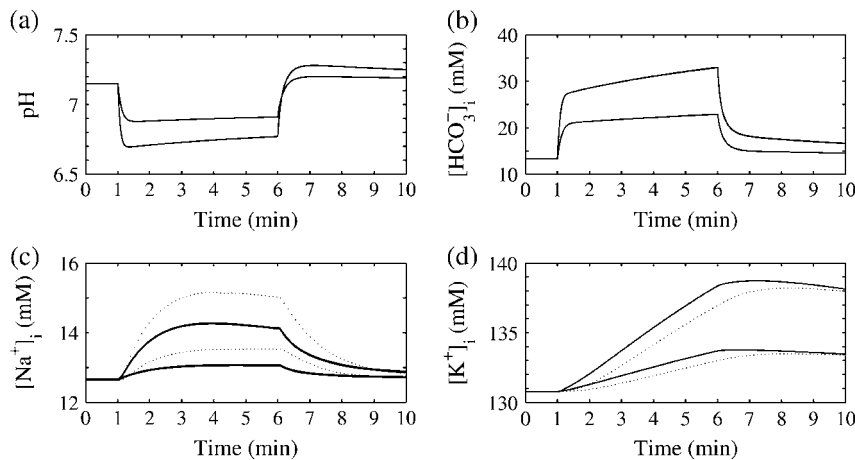 (a)
7.5
7
6.5
pH
0 1 2 3 4 5 6 7 8 9 10
Time (min)
(b)
40
30
20
10
[HCO3-]i (mM)
0 1 2 3 4 5 6 7 8 9 10
Time (min)
(c)
16
14
12
[Na+]i (mM)
0 1 2 3 4 5 6 7 8 9 10
Time (min)
(d)
140
135
130
[K+]i (mM)
0 1 2 3 4 5 6 7 8 9 10
Time (min)